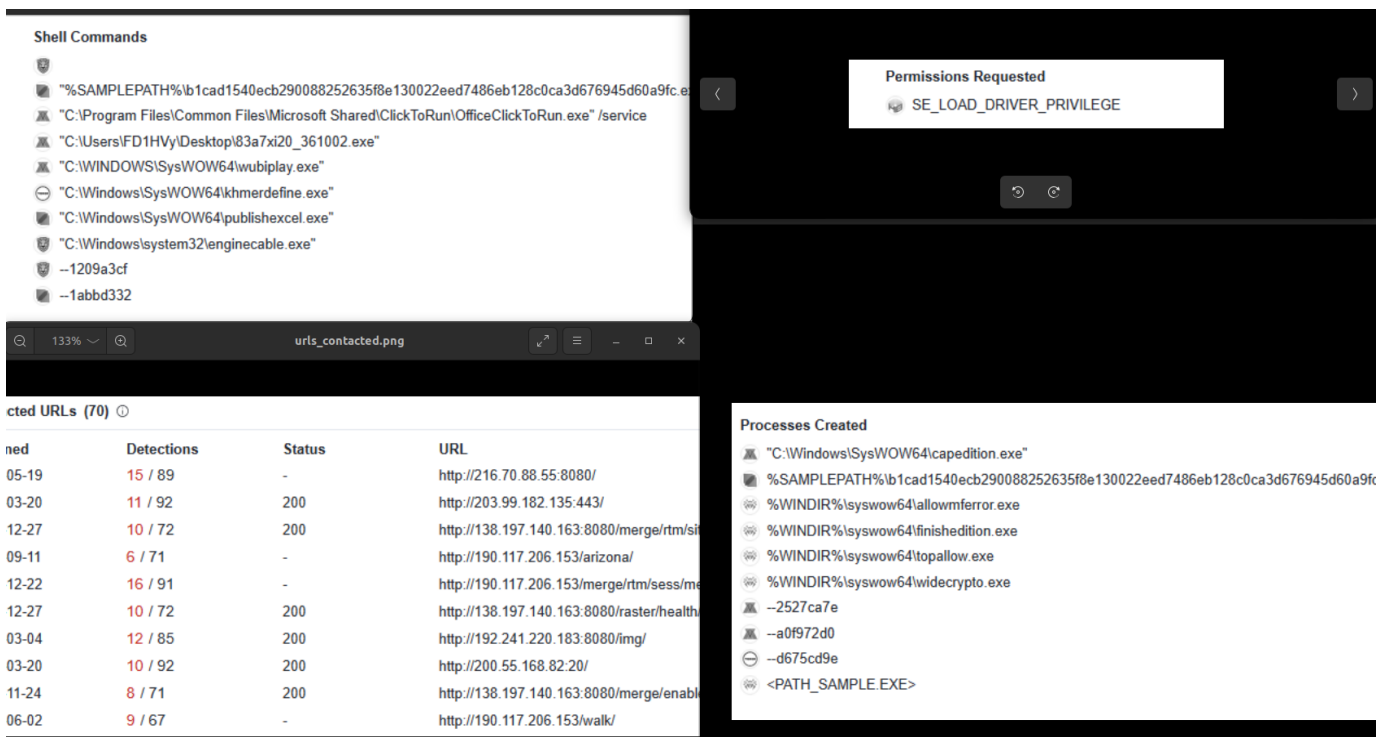 Shell Commands
"%SAMPLEPATH%\b1cad1540ecb290088252635f8e130022eed7486eb128c0ca3d676945d60a9fc.e
"C:\Program Files\Common Files\Microsoft Shared\ClickToRun\OfficeClickToRun.exe" /service
"C:\Users\FD1HVy\Desktop\83a7xi20_361002.exe"
"C:\WINDOWS\SysWOW64\wubiplay.exe"
"C:\Windows\SysWOW64\khmerdefine.exe"
"C:\Windows\SysWOW64\publishexcel.exe"
"C:\Windows\system32\enginecable.exe"
--1209a3cf
--1abbd332
Permissions Requested
SE_LOAD_DRIVER_PRIVILEGE
133% urls_contacted.png
cted URLs (70)
ned Detections Status URL
05-19 15 / 89 - http://216.70.88.55:8080/
03-20 11 / 92 200 http://203.99.182.135:443/
12-27 10 / 72 200 http://138.197.140.163:8080/merge/rtm/sit
09-11 6 / 71 - http://190.117.206.153/arizona/
12-22 16 / 91 - http://190.117.206.153/merge/rtm/sess/me
12-27 10 / 72 200 http://138.197.140.163:8080/raster/health/
03-04 12 / 85 200 http://192.241.220.183:8080/img/
03-20 10 / 92 200 http://200.55.168.82:20/
11-24 8 / 71 200 http://138.197.140.163:8080/merge/enabl
06-02 9 / 67 - http://190.117.206.153/walk/
Processes Created
"C:\Windows\SysWOW64\capedition.exe"
%SAMPLEPATH%\b1cad1540ecb290088252635f8e130022eed7486eb128c0ca3d676945d60a9fc
%WINDIR%\syswow64\allowmferror.exe
%WINDIR%\syswow64\finishedition.exe
%WINDIR%\syswow64\topallow.exe
%WINDIR%\syswow64\widecrypto.exe
--2527ca7e
--a0f972d0
--d675cd9e
<PATH_SAMPLE.EXE>